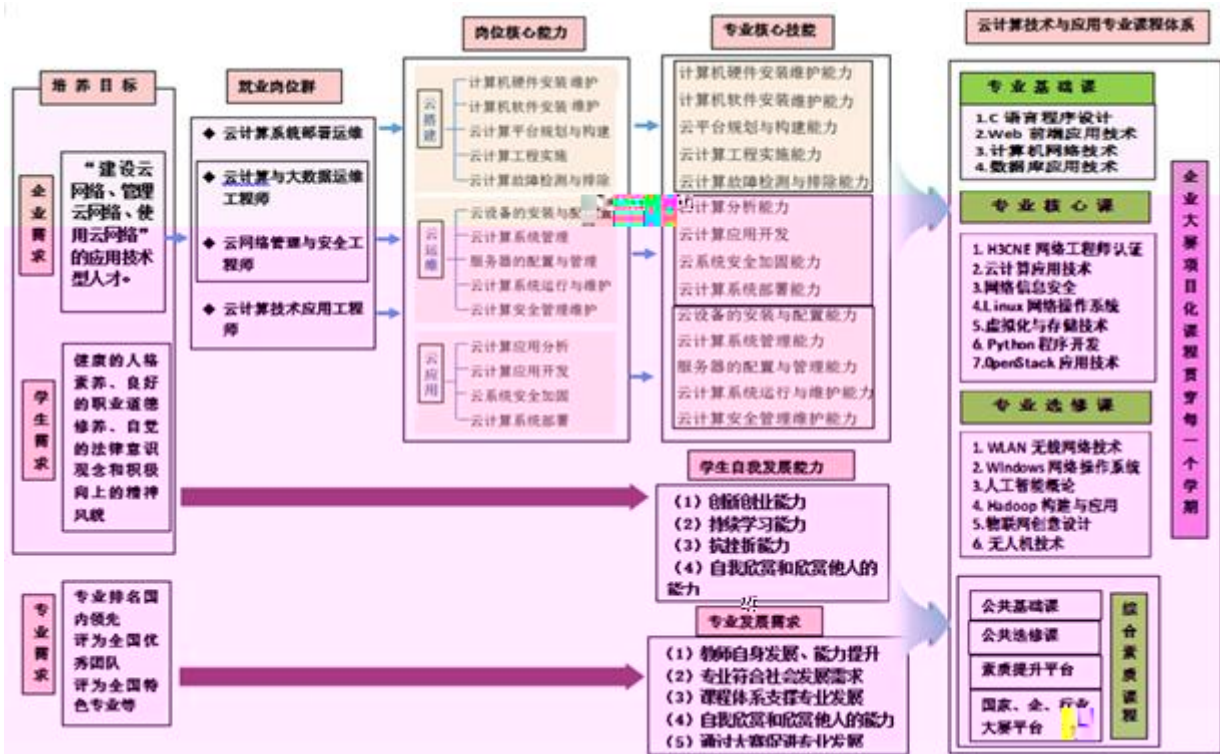 培养目标
企业需求
“建设云
网络、管理
云网络、使
用云网络”
的应用技术
型人才。
学生需求
健康的人格
素养、良好
的职业道德
修养、自觉
的法律意识
观念和积极
向上的精神
风貌
专业需求
专业排名国
内领先
评为全国优
秀团队
评为全国特
色专业等
就业岗位群
◆ 云计算系统部署运维
◆ 云计算与大数据运维
工程师
◆ 云网络管理与安全工
程师
◆ 云计算技术应用工程
师
岗位核心能力
云搭建
计算机硬件安装维护
计算机软件安装维护
云计算平台规划与构建
云计算工程实施
云计算故障检测与排除
云运维
云设备的安装与配置
云计算系统管理
服务器的配置与管理
云计算系统运行与维护
云计算安全管理维护
云应用
云计算应用分析
云计算应用开发
云系统安全加固
云计算系统部署
专业核心技能
计算机硬件安装维护能力
计算机软件安装维护能力
云平台规划与构建能力
云计算工程实施能力
云计算故障检测与排除能力
计算分析能力
云计算应用开发
云系统安全加固能力
云计算系统部署能力
云设备的安装与配置能力
云计算系统管理能力
服务器的配置与管理能力
云计算系统运行与维护能力
云计算安全管理维护能力
学生自我发展能力
（1）创新创业能力
（2）持续学习能力
（3）抗挫折能力
（4）自我欣赏和欣赏他人的
能力
专业发展需求
（1）教师自身发展、能力提升
（2）专业符合社会发展需求
（3）课程体系支撑专业发展
（4）自我欣赏和欣赏他人的能力
（5）通过大赛促进专业发展
云计算技术与应用专业课程体系
专业基础课
1.C 语言程序设计
2.Web 前端应用技术
3.计算机网络技术
4.数据库应用技术
专业核心课
1. H3CNE 网络工程师认证
2.云计算应用技术
3.网络信息安全
4.Linux 网络操作系统
5.虚拟化与存储技术
6. Python 程序开发
7.OpenStack 应用技术
专业选修课
1. WLAN 无线网络技术
2. Windows 网络操作系统
3.人工智能概论
4. Hadoop 构建与应用
5.物联网创意设计
6. 无人机技术
企业大赛项目化课程贯穿每一个学期
公共基础课
公共选修课
素质提升平台
国家、企、行业
大赛平台
综合素质课程